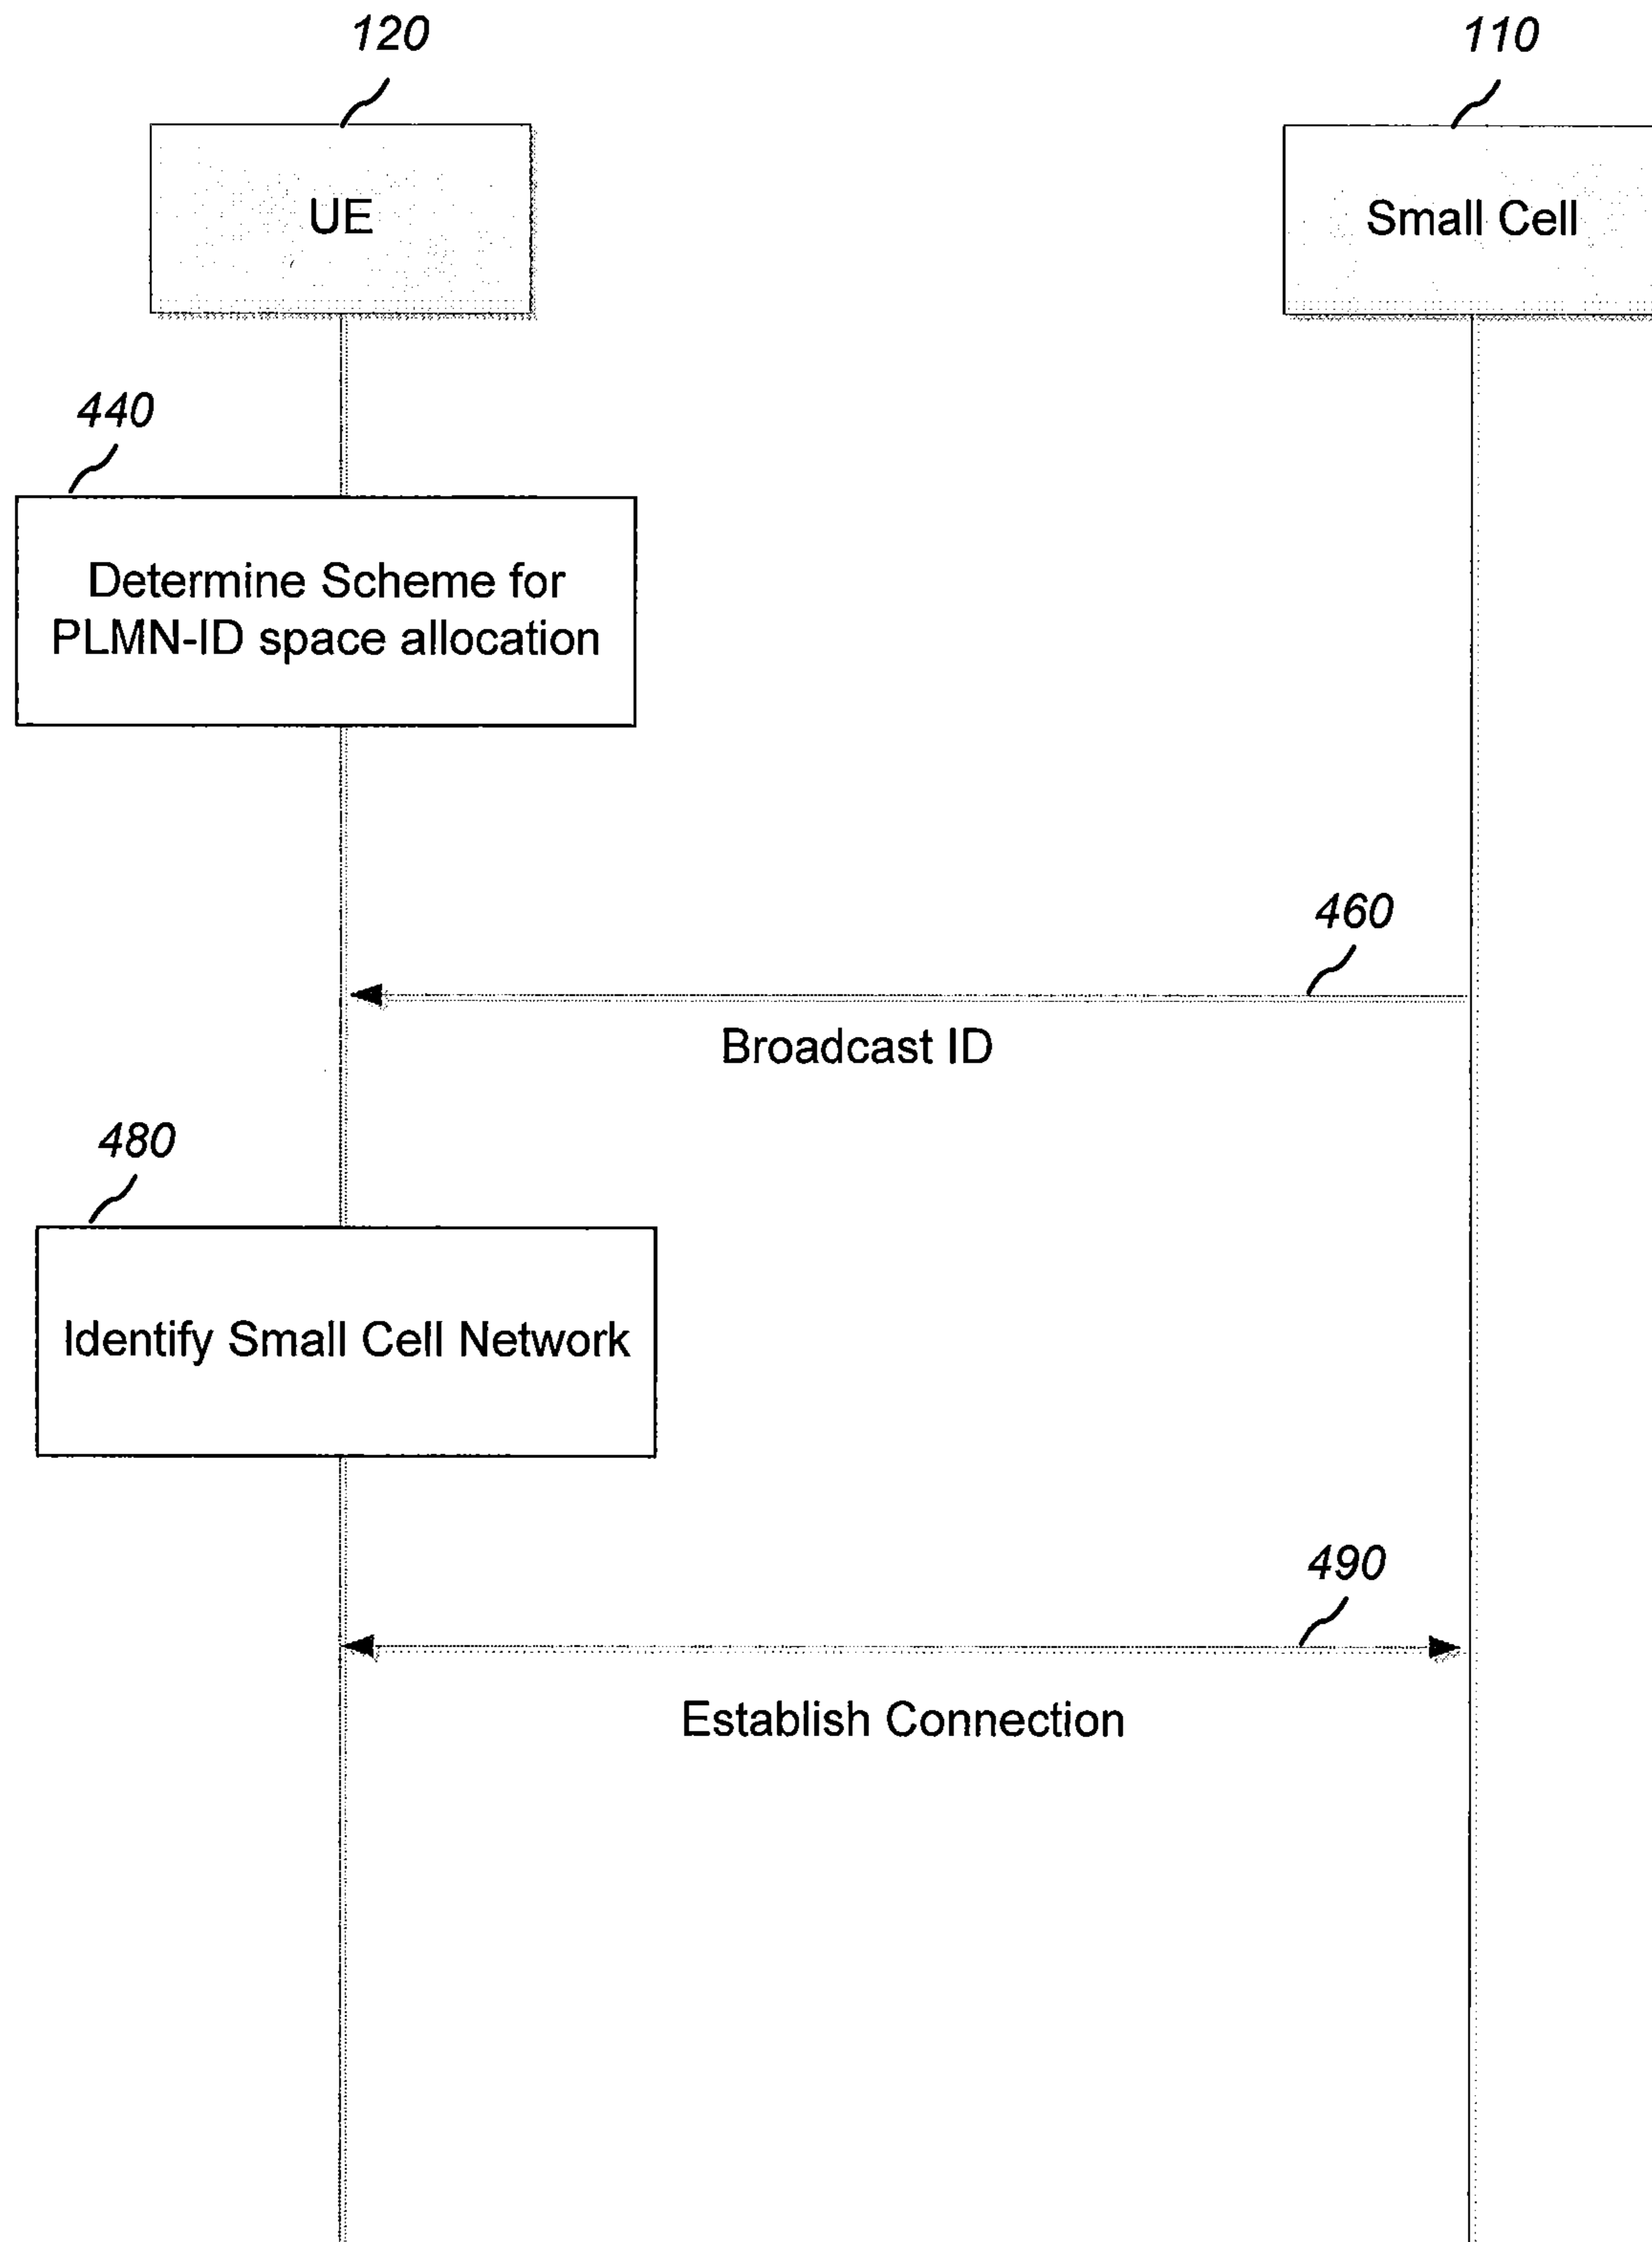 120
110
UE
Small Cell
440
Determine Scheme for
PLMN-ID space allocation
460
Broadcast ID
480
Identify Small Cell Network
490
Establish Connection